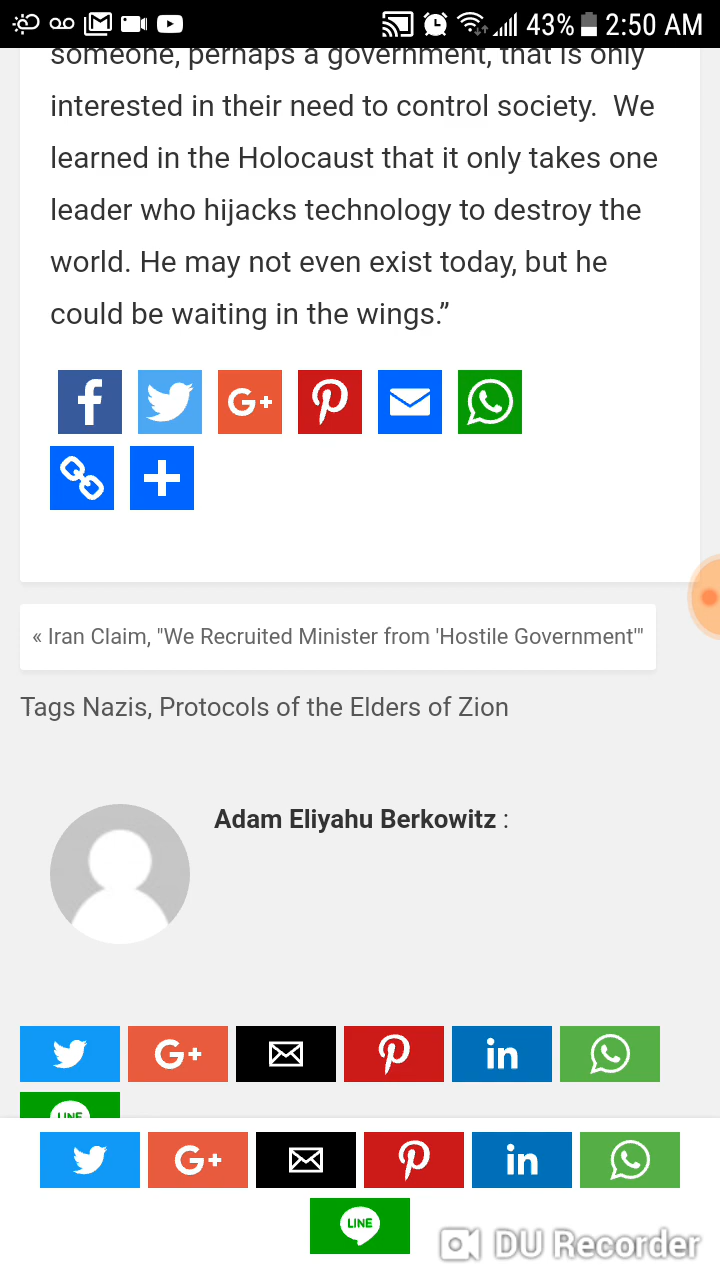 43% 2:50 AM
someone, perhaps a government, that is only
interested in their need to control society. We
learned in the Holocaust that it only takes one
leader who hijacks technology to destroy the
world. He may not even exist today, but he
could be waiting in the wings.”
G+
« Iran Claim, "We Recruited Minister from 'Hostile Government'"
Tags Nazis, Protocols of the Elders of Zion
Adam Eliyahu Berkowitz :
G+ in
LINE
G+ in
LINE
DU Recorder